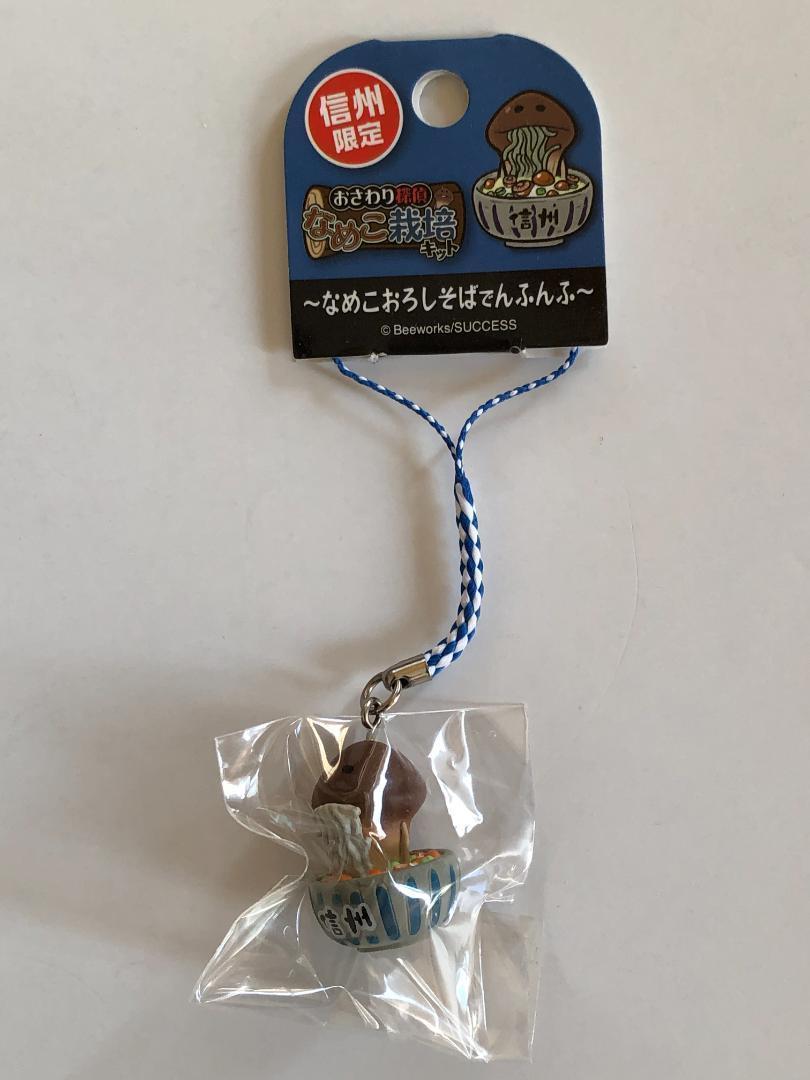 信州
限定
おさわり探偵
なめこ栽培
キット
信州
～なめこおろしそばでんふんふ～
© Beeworks/SUCCESS
信州